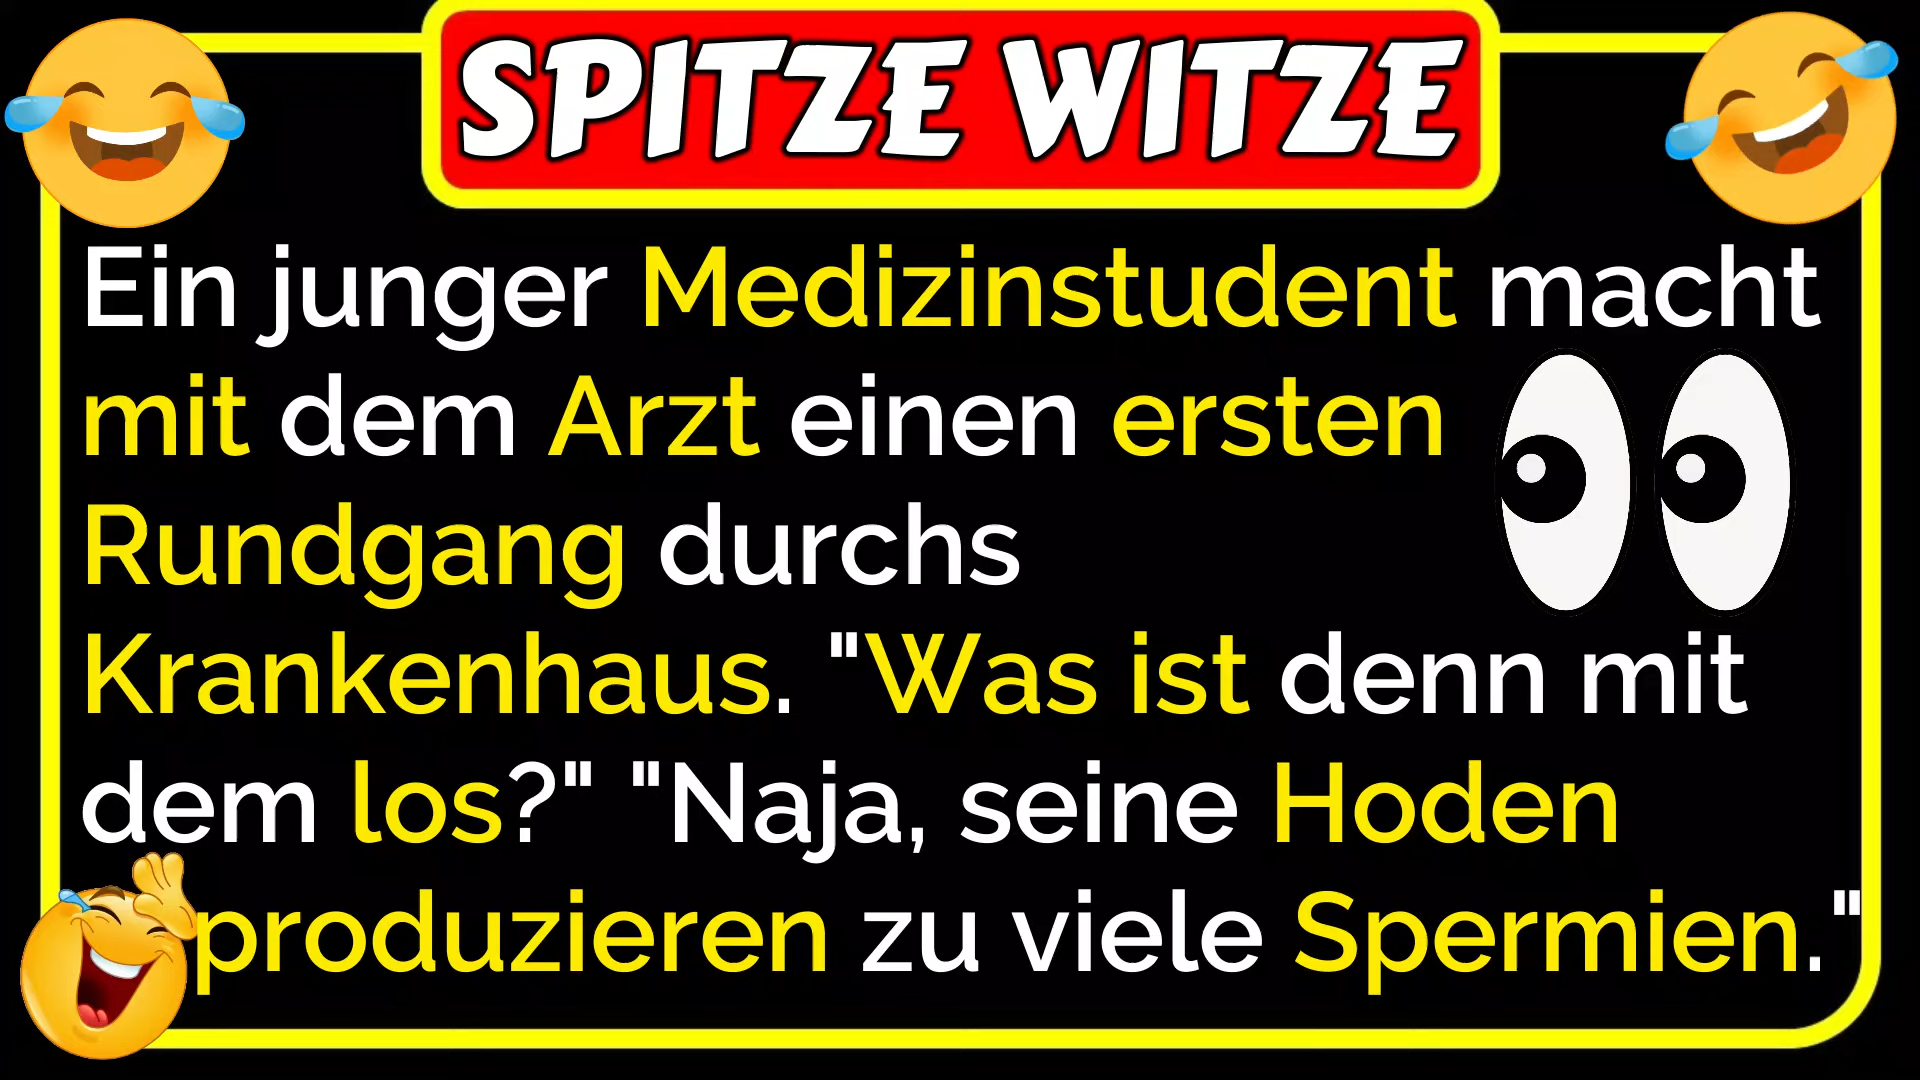 SPITZE WITZE
Ein junger Medizinstudent macht
mit dem Arzt einen ersten
Rundgang durchs
Krankenhaus. "Was ist denn mit
dem los?" "Naja, seine Hoden
produzieren zu viele Spermien."